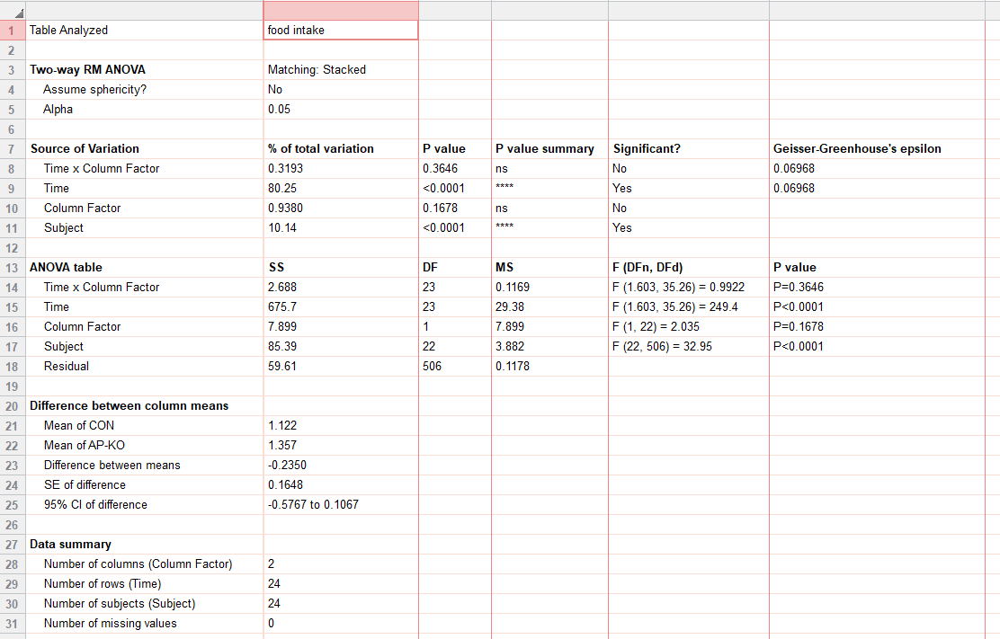 1 Table Analyzed food intake
2
3 Two-way RM ANOVA Matching: Stacked
4 Assume sphericity? No
5 Alpha 0.05
6
7 Source of Variation % of total variation P value P value summary Significant? Geisser-Greenhouse's epsilon
8 Time x Column Factor 0.3193 0.3646 ns No 0.06968
9 Time 80.25 <0.0001 **** Yes 0.06968
10 Column Factor 0.9380 0.1678 ns No
11 Subject 10.14 <0.0001 **** Yes
12
13 ANOVA table SS DF MS F (DFn, DFd) P value
14 Time x Column Factor 2.688 23 0.1169 F (1.603, 35.26) = 0.9922 P=0.3646
15 Time 675.7 23 29.38 F (1.603, 35.26) = 249.4 P<0.0001
16 Column Factor 7.899 1 7.899 F (1, 22) = 2.035 P=0.1678
17 Subject 85.39 22 3.882 F (22, 506) = 32.95 P<0.0001
18 Residual 59.61 506 0.1178
19
20 Difference between column means
21 Mean of CON 1.122
22 Mean of AP-KO 1.357
23 Difference between means -0.2350
24 SE of difference 0.1648
25 95% CI of difference -0.5767 to 0.1067
26
27 Data summary
28 Number of columns (Column Factor) 2
29 Number of rows (Time) 24
30 Number of subjects (Subject) 24
31 Number of missing values 0